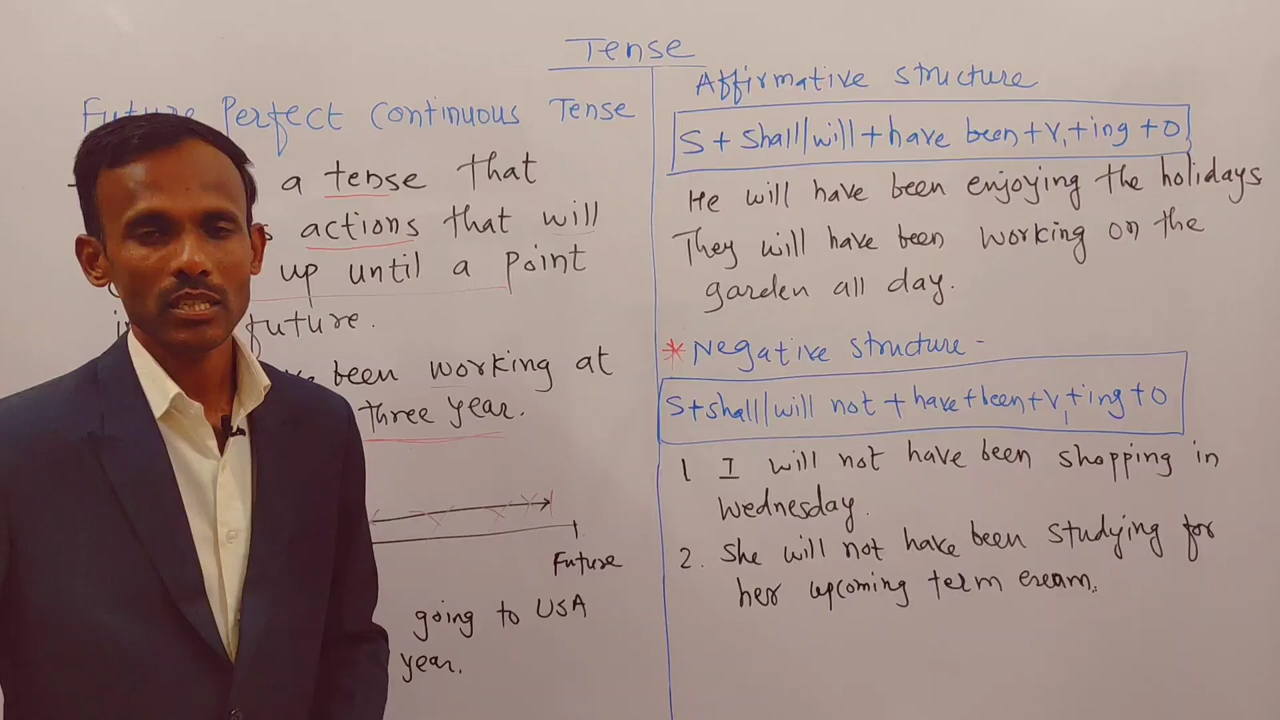 Tense
Future Perfect Continuous Tense
a tense that
actions that will
up until a point
future.
been working at
three year.
Future
going to USA
year.
Affirmative structure
S + shall/will + have been + V1 + ing + O
He will have been enjoying the holidays
They will have been working on the
garden all day.
* Negative structure -
S + shall/will not + have + been + V1 + ing + O
1 I will not have been shopping in
Wednesday.
2. She will not have been studying for
her upcoming term exeam.